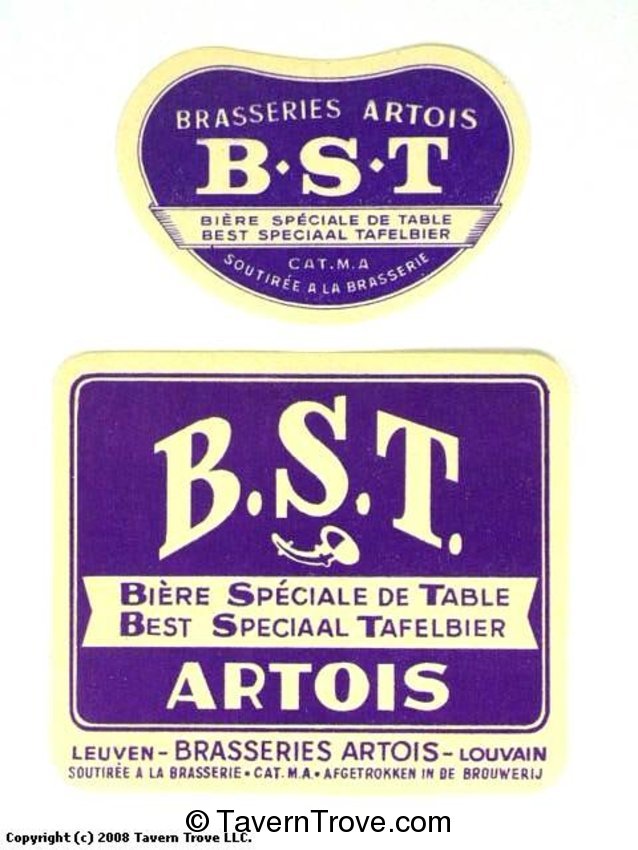 BRASSERIES ARTOIS
B·S·T
BIÈRE SPÉCIALE DE TABLE
BEST SPECIAAL TAFELBIER
CAT.M.A
SOUTIRÉE A LA BRASSERIE
B.S.T.
BIÈRE SPÉCIALE DE TABLE
BEST SPECIAAL TAFELBIER
ARTOIS
LEUVEN - BRASSERIES ARTOIS - LOUVAIN
SOUTIRÉE A LA BRASSERIE • CAT. M.A. • AFGETROKKEN IN DE BROUWERIJ
© TavernTrove.com
Copyright (c) 2008 Tavern Trove LLC.